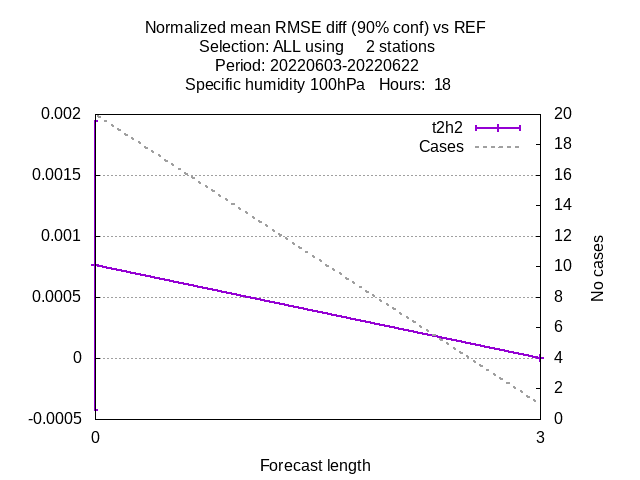 Normalized mean RMSE diff (90% conf) vs REF
Selection: ALL using     2 stations
Period: 20220603-20220622
Specific humidity 100hPa   Hours:  18
0.002
0.0015
0.001
0.0005
0
-0.0005
t2h2
Cases
20
18
16
14
12
10
8
6
4
2
0
No cases
0
3
Forecast length